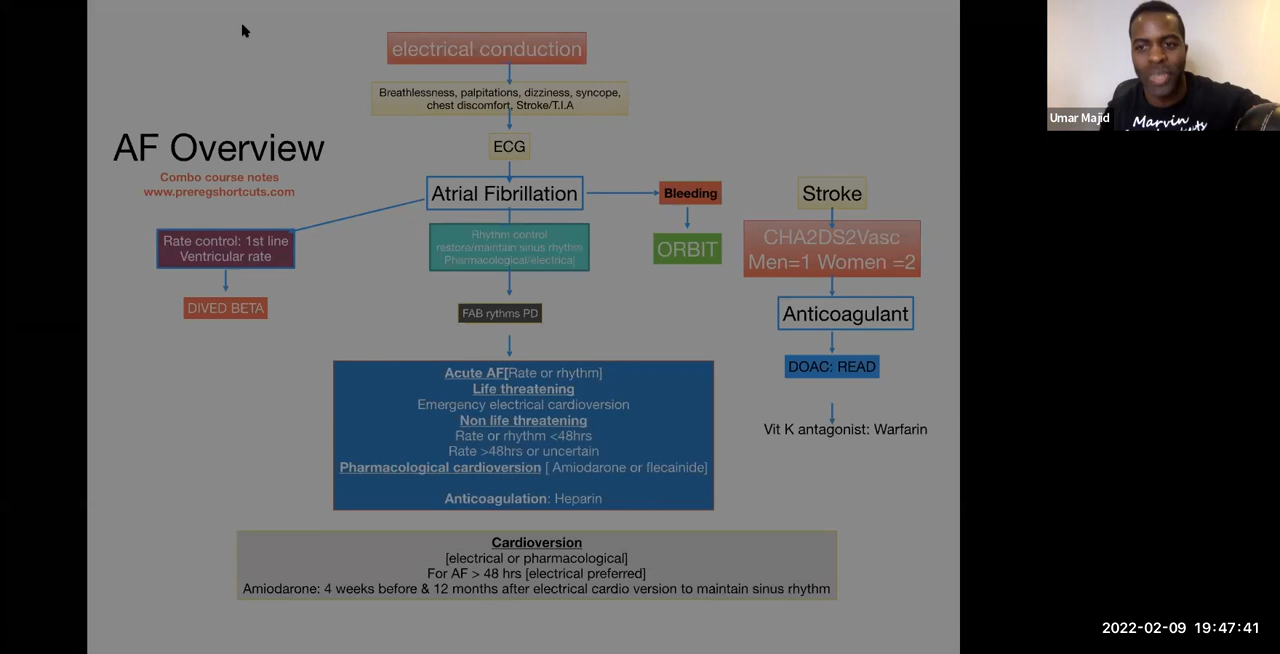 electrical conduction
Breathlessness, palpitations, dizziness, syncope,
chest discomfort, Stroke/T.I.A
ECG
AF Overview
Combo course notes
www.preregshortcuts.com
Atrial Fibrillation
Bleeding
Stroke
Rate control: 1st line
Ventricular rate
Rhythm control
restore/maintain sinus rhythm
Pharmacological/electrical
ORBIT
CHA2DS2Vasc
Men=1 Women =2
DIVED BETA
FAB rythms PD
Anticoagulant
DOAC: READ
Vit K antagonist: Warfarin
Acute AF[Rate or rhythm]
Life threatening
Emergency electrical cardioversion
Non life threatening
Rate or rhythm <48hrs
Rate >48hrs or uncertain
Pharmacological cardioversion [ Amiodarone or flecainide]
Anticoagulation: Heparin
Cardioversion
[electrical or pharmacological]
For AF > 48 hrs [electrical preferred]
Amiodarone: 4 weeks before & 12 months after electrical cardio version to maintain sinus rhythm
Umar Majid
Marvin
2022-02-09 19:47:41